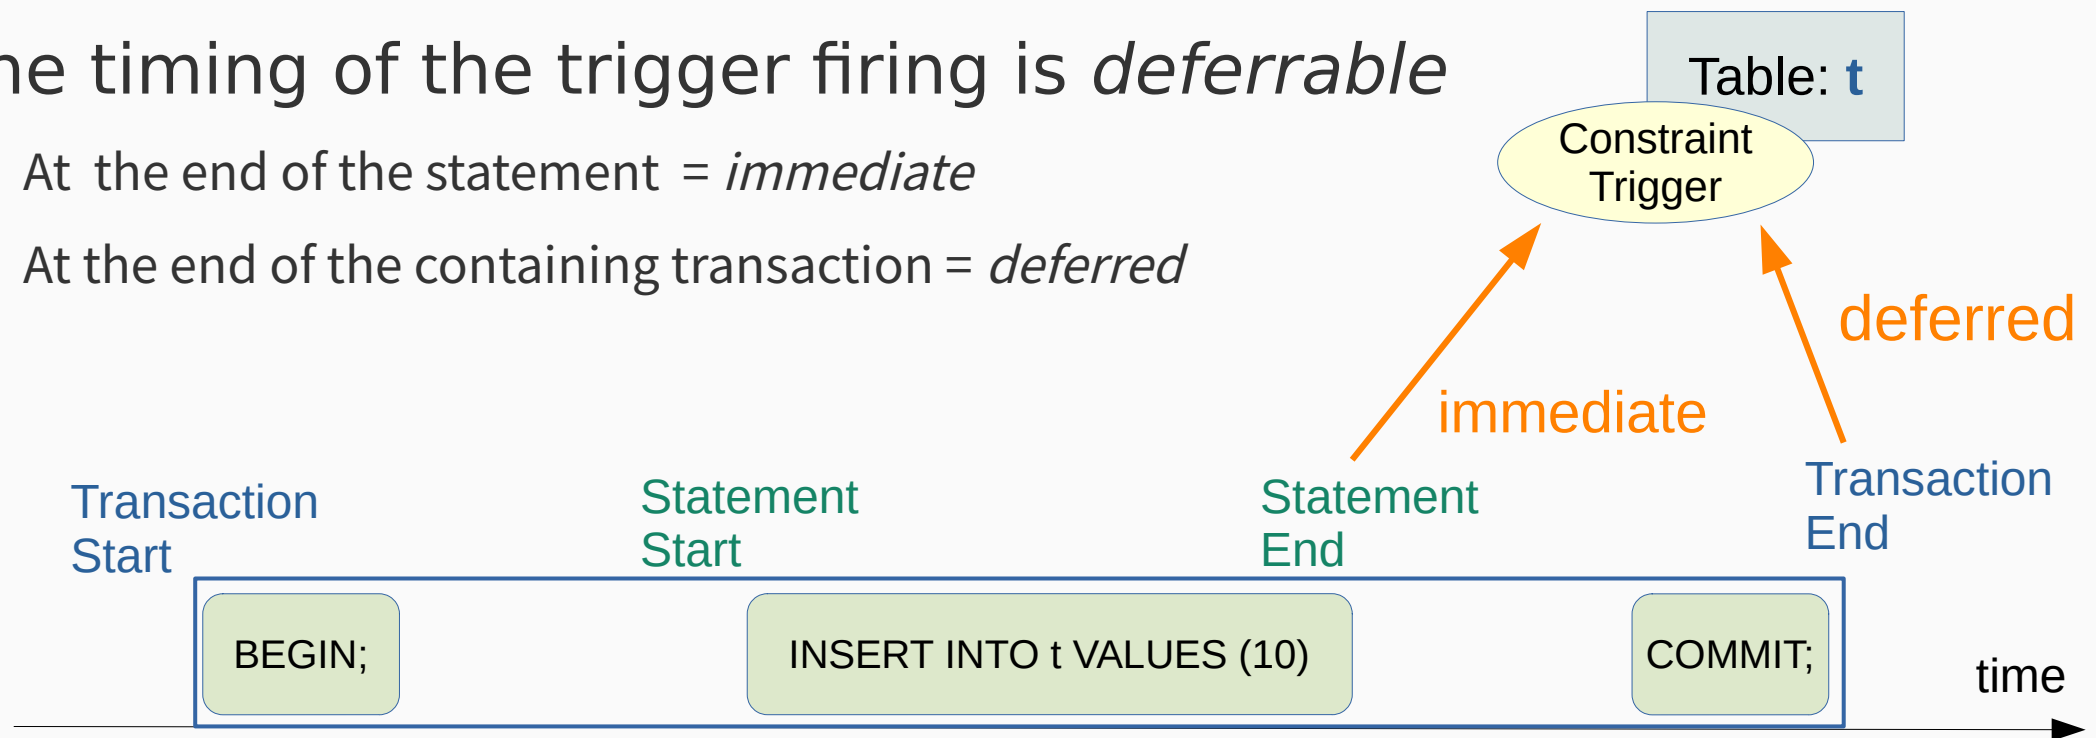 he timing of the trigger firing is deferrable
At the end of the statement = immediate
At the end of the containing transaction = deferred
Table: t
Constraint
Trigger
deferred
immediate
Transaction
Start
Statement
Start
Statement
End
Transaction
End
BEGIN;
INSERT INTO t VALUES (10)
COMMIT;
time